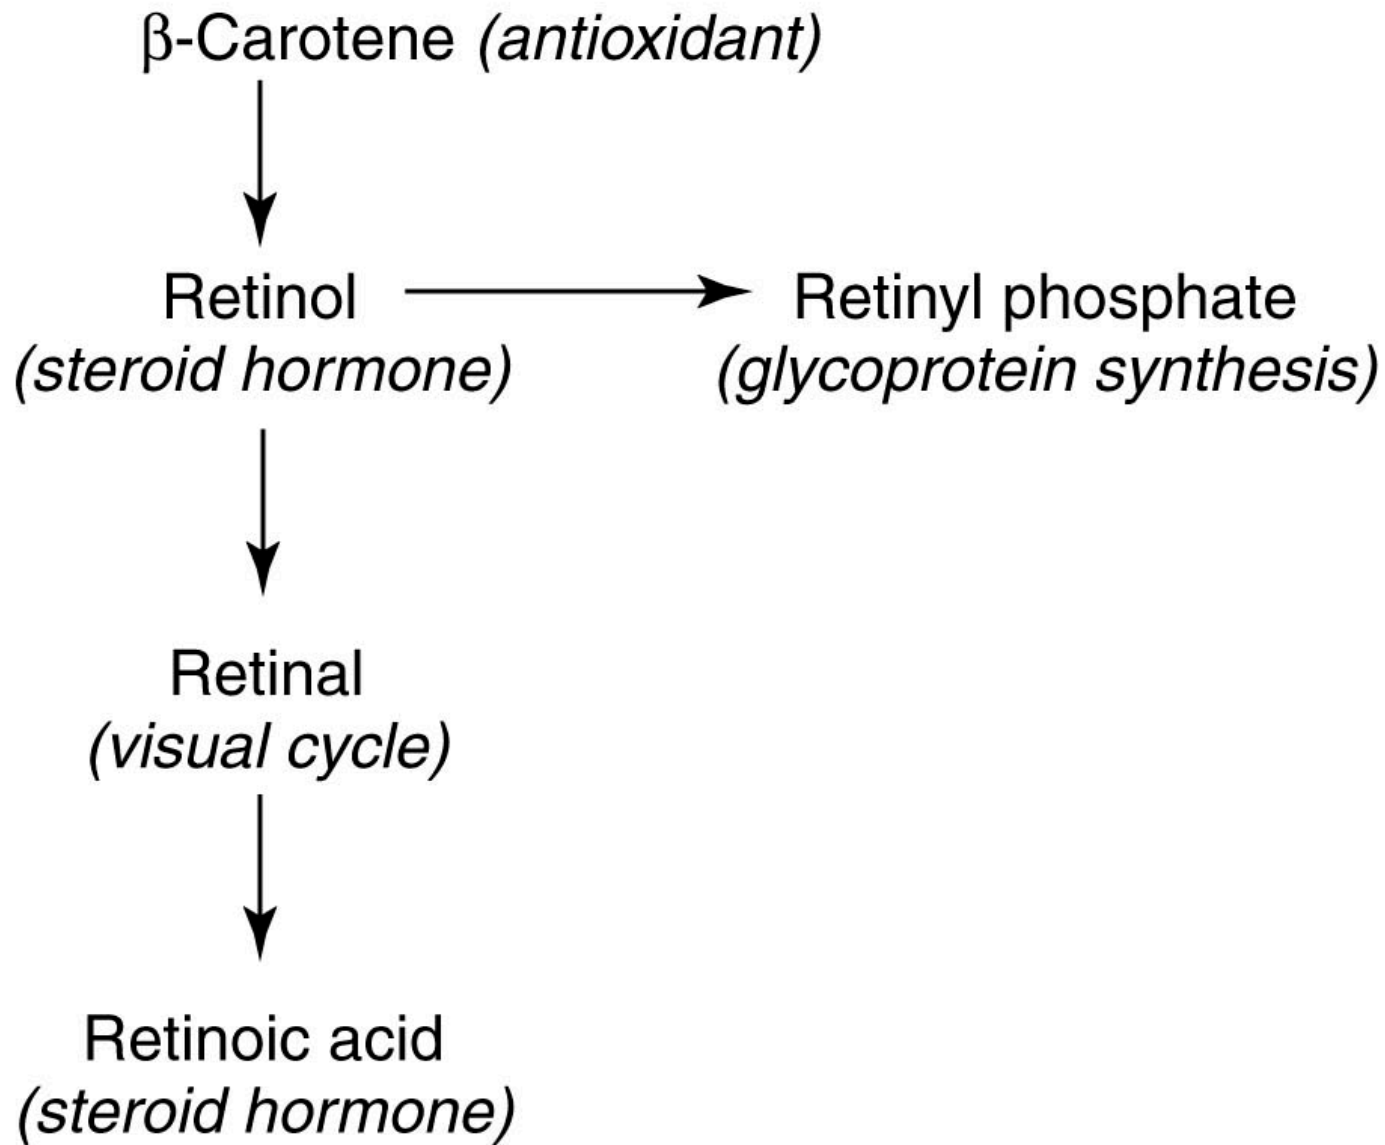 β-Carotene (antioxidant)
Retinol
(steroid hormone)
Retinyl phosphate
(glycoprotein synthesis)
Retinal
(visual cycle)
Retinoic acid
(steroid hormone)